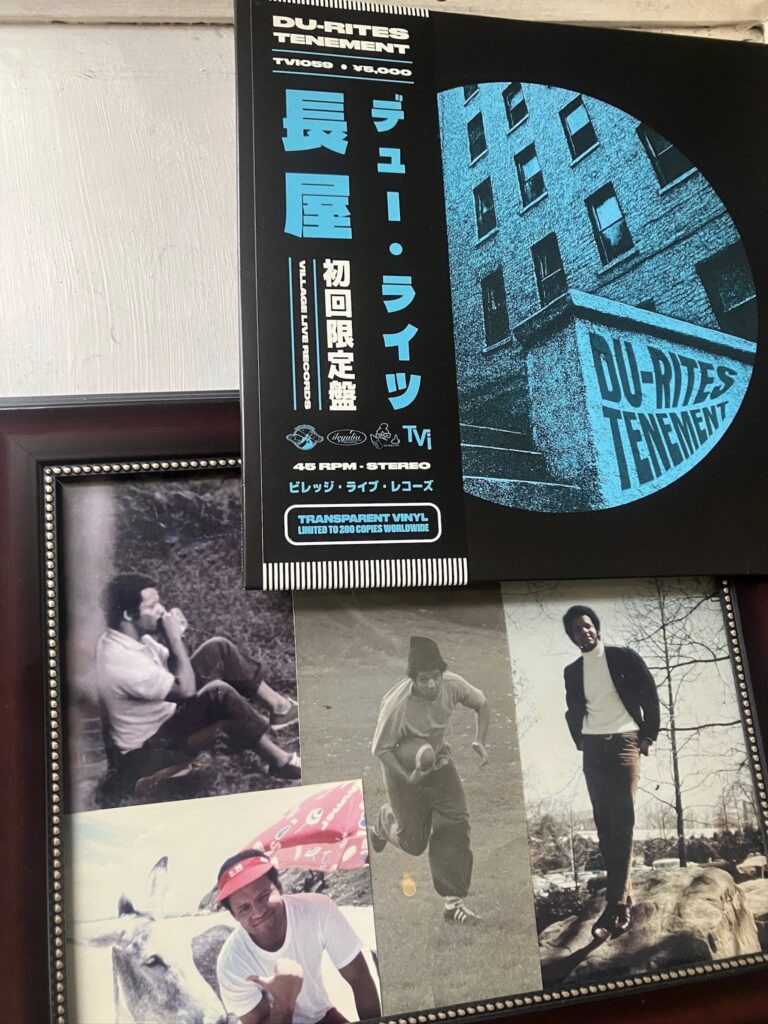 DU-RITES
TENEMENT
TVI059 • ¥5,000
デュー・ライツ
長屋
初回限定盤
VILLAGE LIVE RECORDS
TVi
45 RPM - STEREO
ビレッジ・ライブ・レコーズ
TRANSPARENT VINYL
LIMITED TO 200 COPIES WORLDWIDE
DU-RITES
TENEMENT